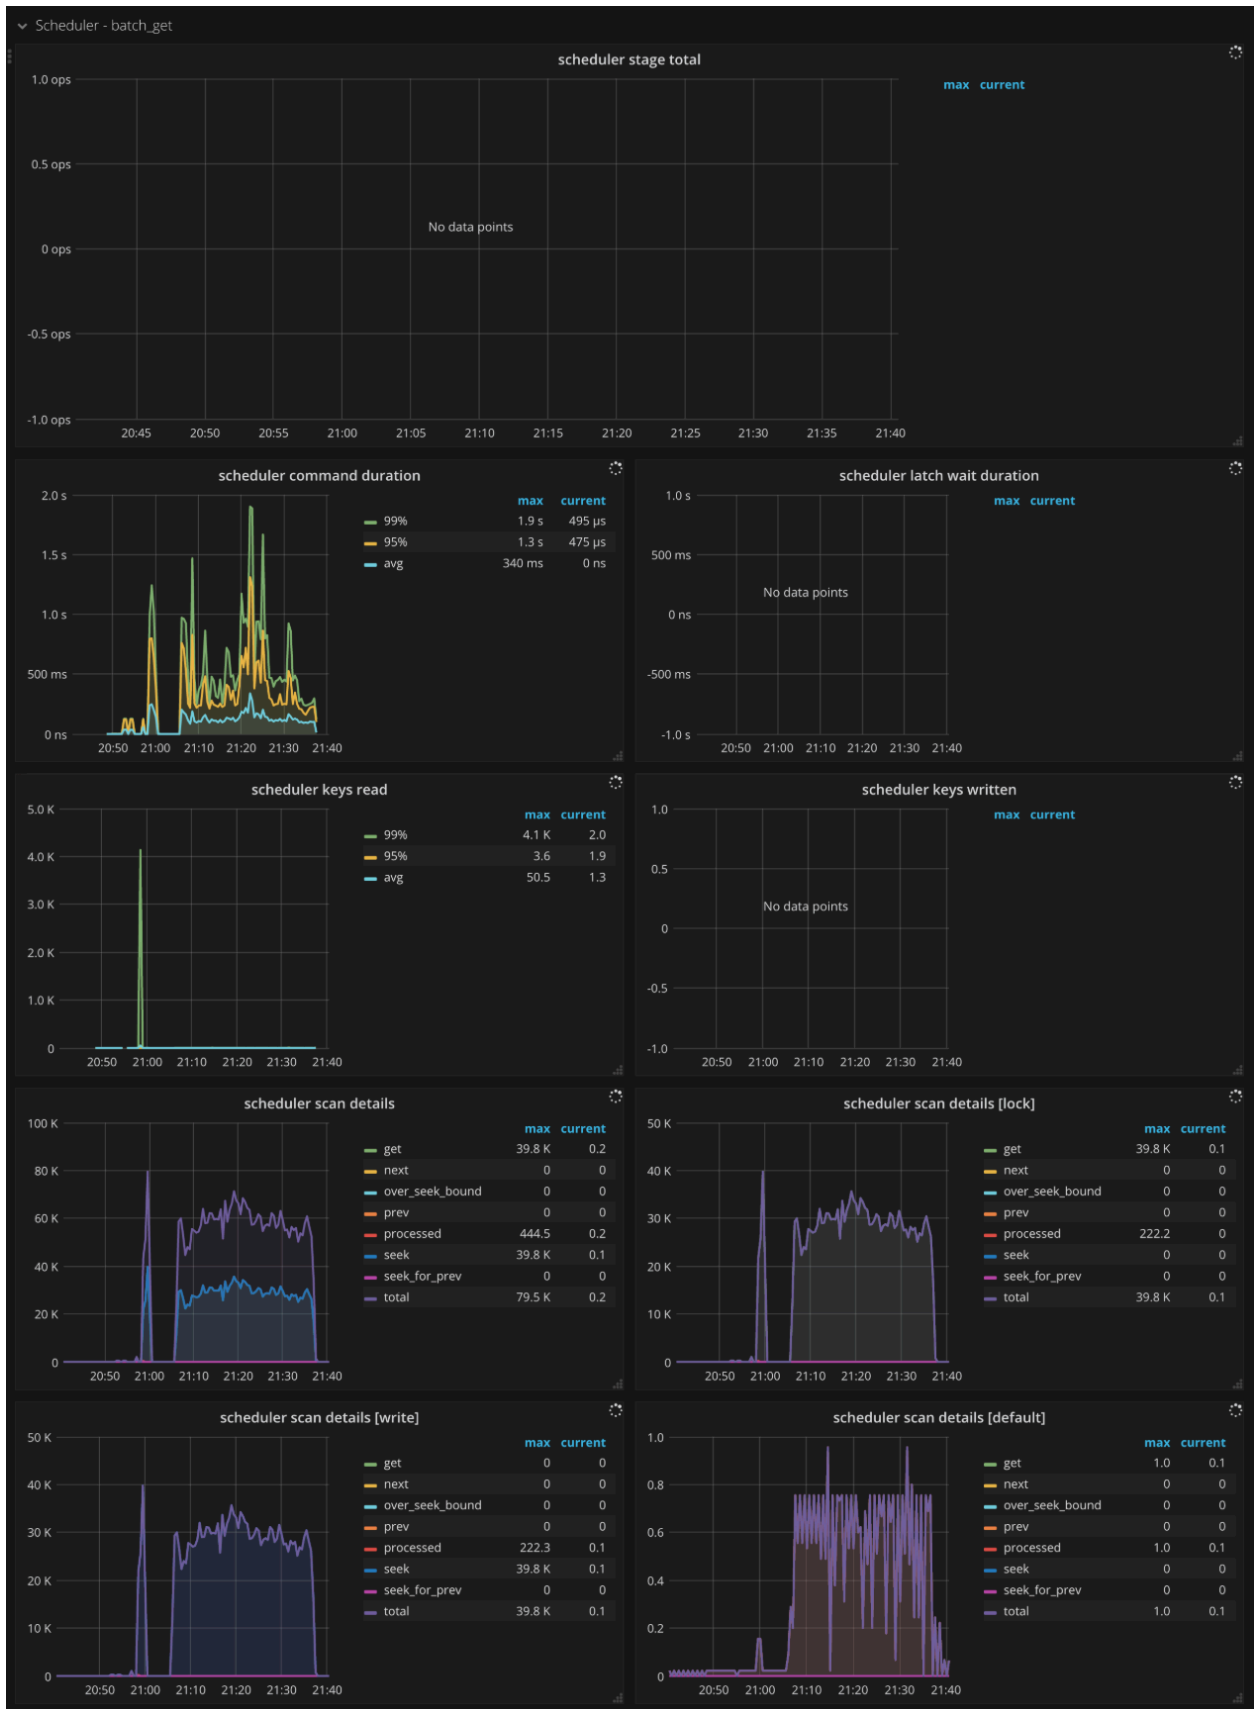 Scheduler - batch_get
scheduler stage total
max current
1.0 ops
0.5 ops
0 ops
-0.5 ops
-1.0 ops
No data points
20:45 20:50 20:55 21:00 21:05 21:10 21:15 21:20 21:25 21:30 21:35 21:40
scheduler command duration
2.0 s
1.5 s
1.0 s
500 ms
0 ns
20:50 21:00 21:10 21:20 21:30 21:40
max current
99% 1.9 s 495 µs
95% 1.3 s 475 µs
avg 340 ms 0 ns
scheduler latch wait duration
max current
1.0 s
500 ms
0 ns
-500 ms
-1.0 s
No data points
20:50 21:00 21:10 21:20 21:30 21:40
scheduler keys read
5.0 K
4.0 K
3.0 K
2.0 K
1.0 K
0
20:50 21:00 21:10 21:20 21:30 21:40
max current
99% 4.1 K 2.0
95% 3.6 1.9
avg 50.5 1.3
scheduler keys written
max current
1.0
0.5
0
-0.5
-1.0
No data points
20:50 21:00 21:10 21:20 21:30 21:40
scheduler scan details
100 K
80 K
60 K
40 K
20 K
0
20:50 21:00 21:10 21:20 21:30 21:40
max current
get 39.8 K 0.2
next 0 0
over_seek_bound 0 0
prev 0 0
processed 444.5 0.2
seek 39.8 K 0.1
seek_for_prev 0 0
total 79.5 K 0.2
scheduler scan details [lock]
50 K
40 K
30 K
20 K
10 K
0
20:50 21:00 21:10 21:20 21:30 21:40
max current
get 39.8 K 0.1
next 0 0
over_seek_bound 0 0
prev 0 0
processed 222.2 0
seek 0 0
seek_for_prev 0 0
total 39.8 K 0.1
scheduler scan details [write]
50 K
40 K
30 K
20 K
10 K
0
20:50 21:00 21:10 21:20 21:30 21:40
max current
get 0 0
next 0 0
over_seek_bound 0 0
prev 0 0
processed 222.3 0.1
seek 39.8 K 0.1
seek_for_prev 0 0
total 39.8 K 0.1
scheduler scan details [default]
1.0
0.8
0.6
0.4
0.2
0
20:50 21:00 21:10 21:20 21:30 21:40
max current
get 1.0 0.1
next 0 0
over_seek_bound 0 0
prev 0 0
processed 1.0 0.1
seek 0 0
seek_for_prev 0 0
total 1.0 0.1